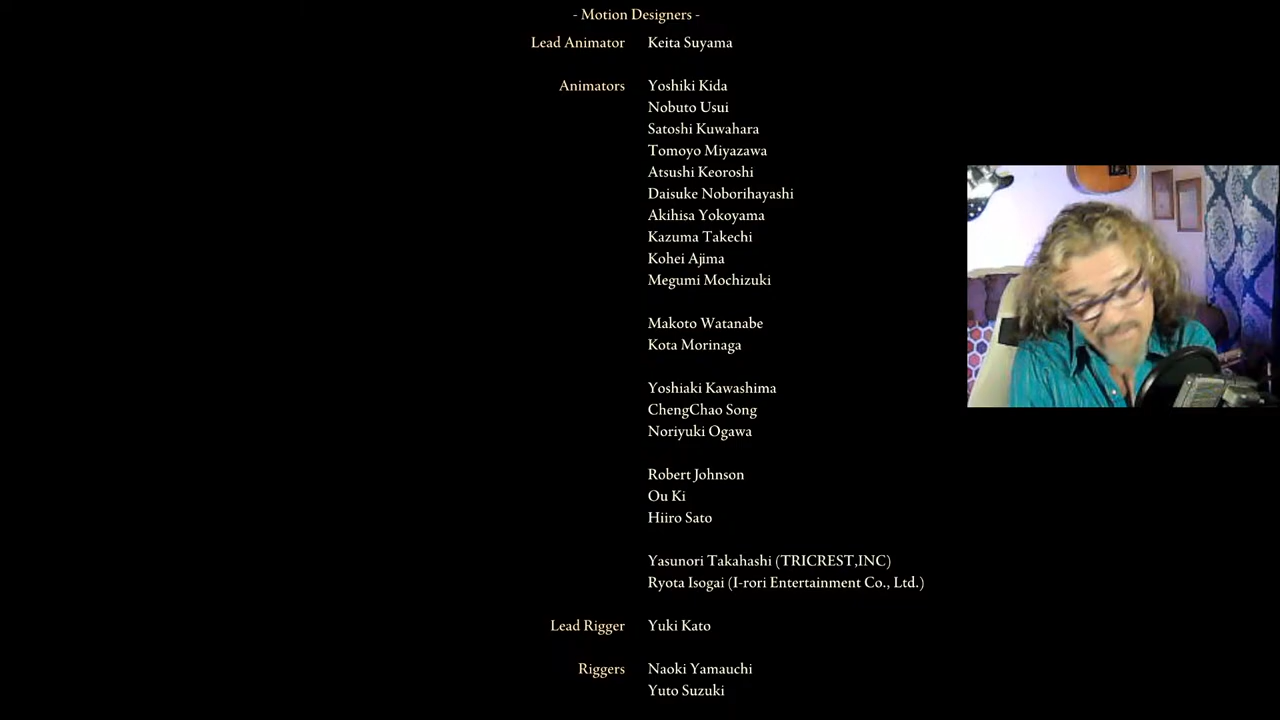 - Motion Designers -
Lead Animator Keita Suyama
Animators Yoshiki Kida
Nobuto Usui
Satoshi Kuwahara
Tomoyo Miyazawa
Atsushi Keoroshi
Daisuke Noborihayashi
Akihisa Yokoyama
Kazuma Takechi
Kohei Ajima
Megumi Mochizuki
Makoto Watanabe
Kota Morinaga
Yoshiaki Kawashima
ChengChao Song
Noriyuki Ogawa
Robert Johnson
Ou Ki
Hiiro Sato
Yasunori Takahashi (TRICREST,INC)
Ryota Isogai (I-rori Entertainment Co., Ltd.)
Lead Rigger Yuki Kato
Riggers Naoki Yamauchi
Yuto Suzuki